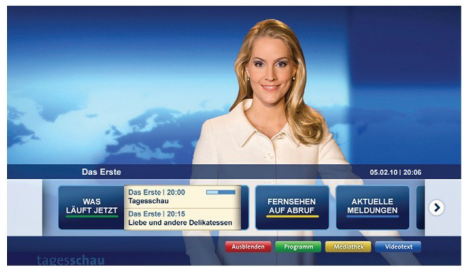 Das Erste
05.02.10 | 20:06
WAS
LÄUFT JETZT
Das Erste | 20:00
Tagesschau
Das Erste | 20:15
Liebe und andere Delikatessen
FERNSEHEN
AUF ABRUF
AKTUELLE
MELDUNGEN
Ausblenden
Programm
Mediathek
Videotext
tagesschau